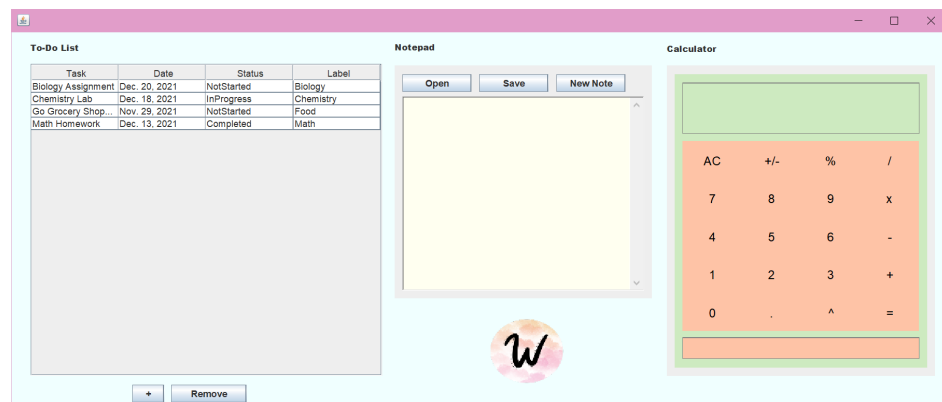 To-Do List
Task Date Status Label
Biology Assignment Dec. 20, 2021 NotStarted Biology
Chemistry Lab Dec. 18, 2021 InProgress Chemistry
Go Grocery Shop... Nov. 29, 2021 NotStarted Food
Math Homework Dec. 13, 2021 Completed Math
+ Remove
Notepad
Open Save New Note
W
Calculator
AC +/- % /
7 8 9 x
4 5 6 -
1 2 3 +
0 . ^ =